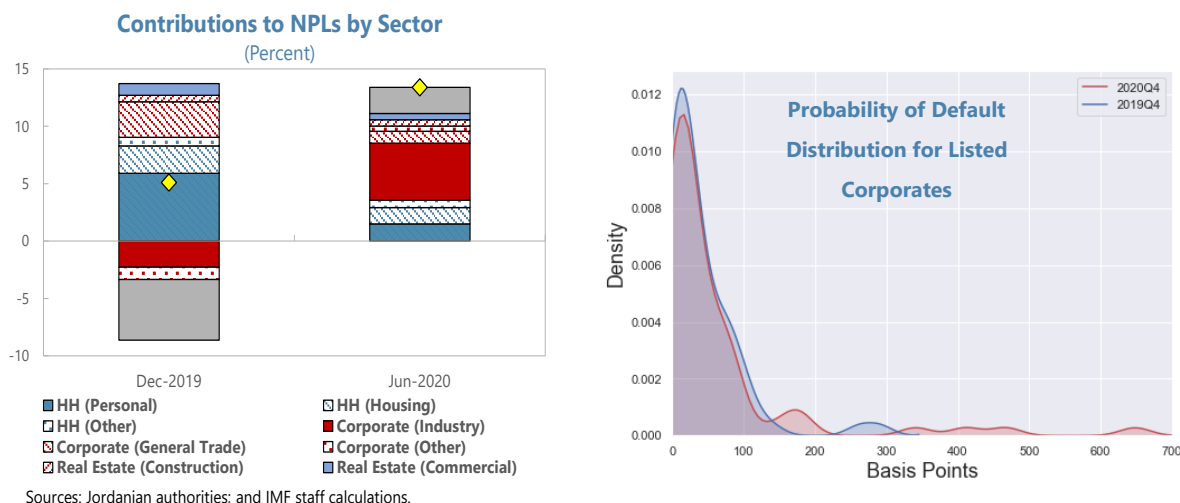 Contributions to NPLs by Sector
(Percent)
15
10
5
0
-5
-10
Dec-2019
Jun-2020
HH (Personal)
HH (Housing)
HH (Other)
Corporate (Industry)
Corporate (General Trade)
Corporate (Other)
Real Estate (Construction)
Real Estate (Commercial)
Sources: Jordanian authorities; and IMF staff calculations.
2020Q4
2019Q4
Probability of Default
Distribution for Listed
Corporates
Density
0.012
0.010
0.008
0.006
0.004
0.002
0.000
0
100
200
300
400
500
600
700
Basis Points